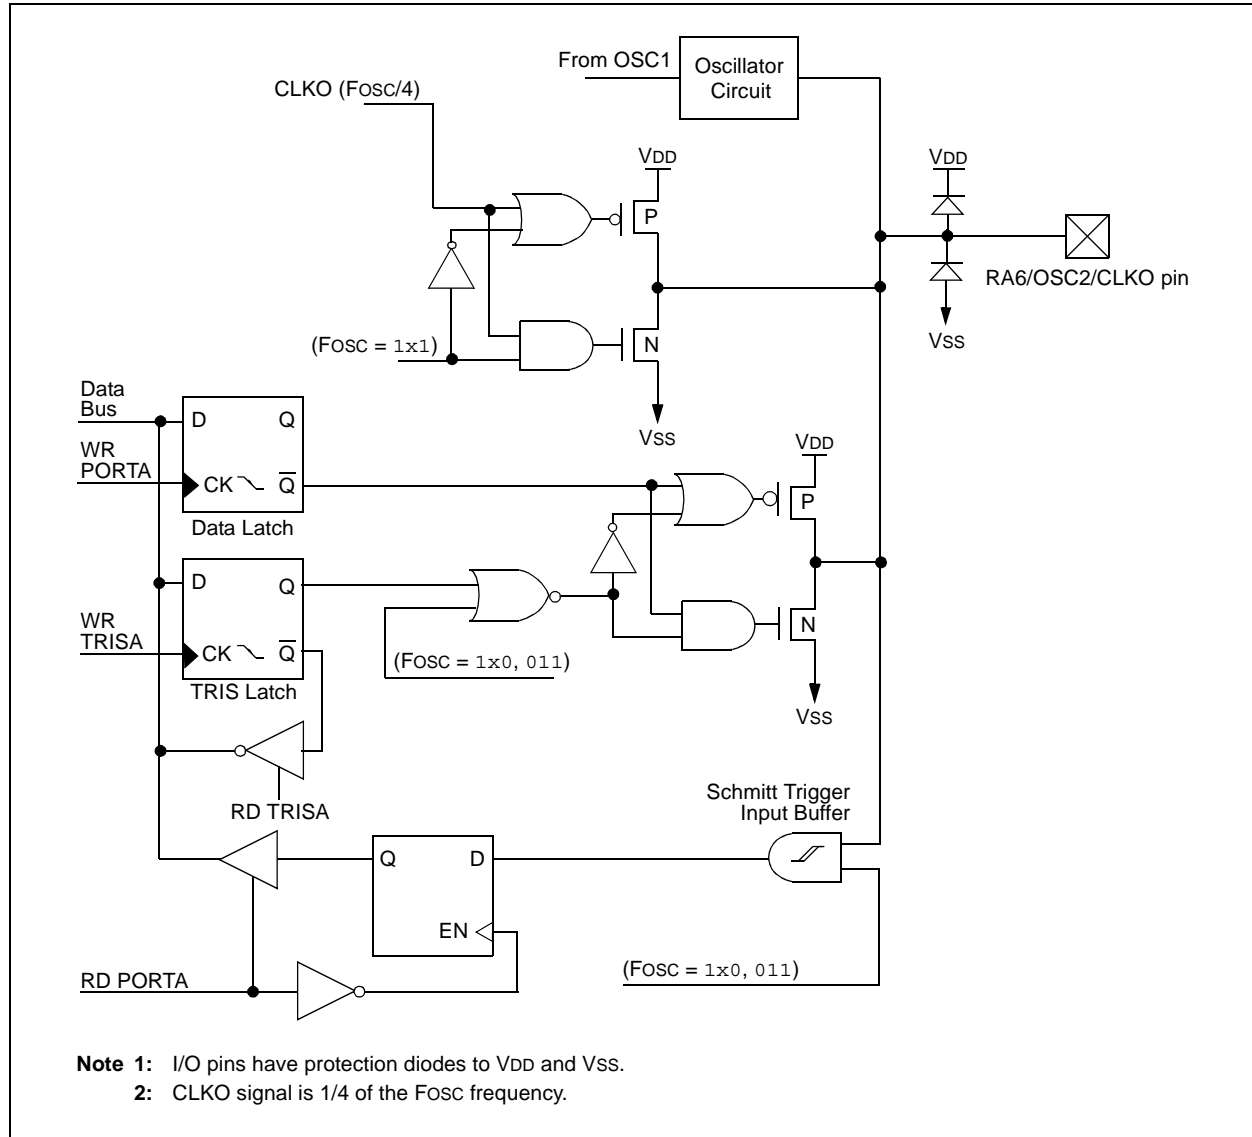 From OSC1
Oscillator
Circuit
CLKO (FOSC/4)
VDD
P
VDD
RA6/OSC2/CLKO pin
VSS
(FOSC = 1x1)
N
VSS
Data
Bus
D
Q
WR
PORTA
CK
Q
Data Latch
VDD
P
D
Q
WR
TRISA
CK
Q
TRIS Latch
(FOSC = 1x0, 011)
N
VSS
RD TRISA
Schmitt Trigger
Input Buffer
Q
D
EN
RD PORTA
(FOSC = 1x0, 011)
Note 1: I/O pins have protection diodes to VDD and VSS.
2: CLKO signal is 1/4 of the FOSC frequency.